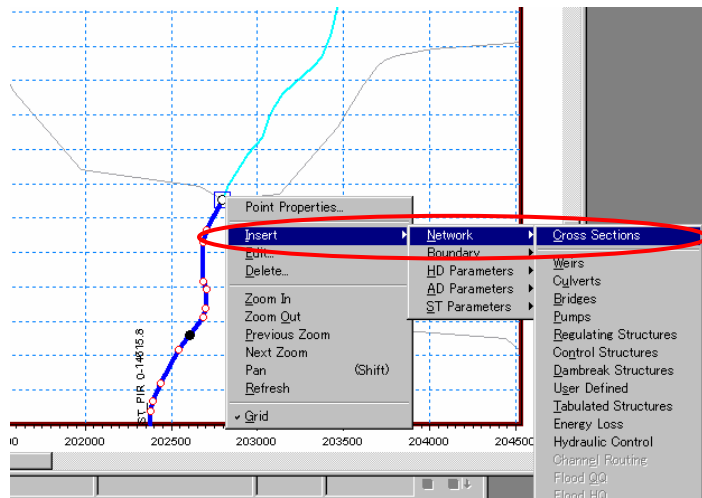 Point Properties...
Insert
Edit...
Delete...
Zoom In
Zoom Out
Previous Zoom
Next Zoom
Pan (Shift)
Refresh
Grid
Network
Boundary
HD Parameters
AD Parameters
ST Parameters
Cross Sections
Weirs
Culverts
Bridges
Pumps
Regulating Structures
Control Structures
Dambreak Structures
User Defined
Tabulated Structures
Energy Loss
Hydraulic Control
Channel Routing
Flood QQ
Flood HQ
ST_PIR 0-14615.8
00 202000 202500 203000 203500 204000 204500